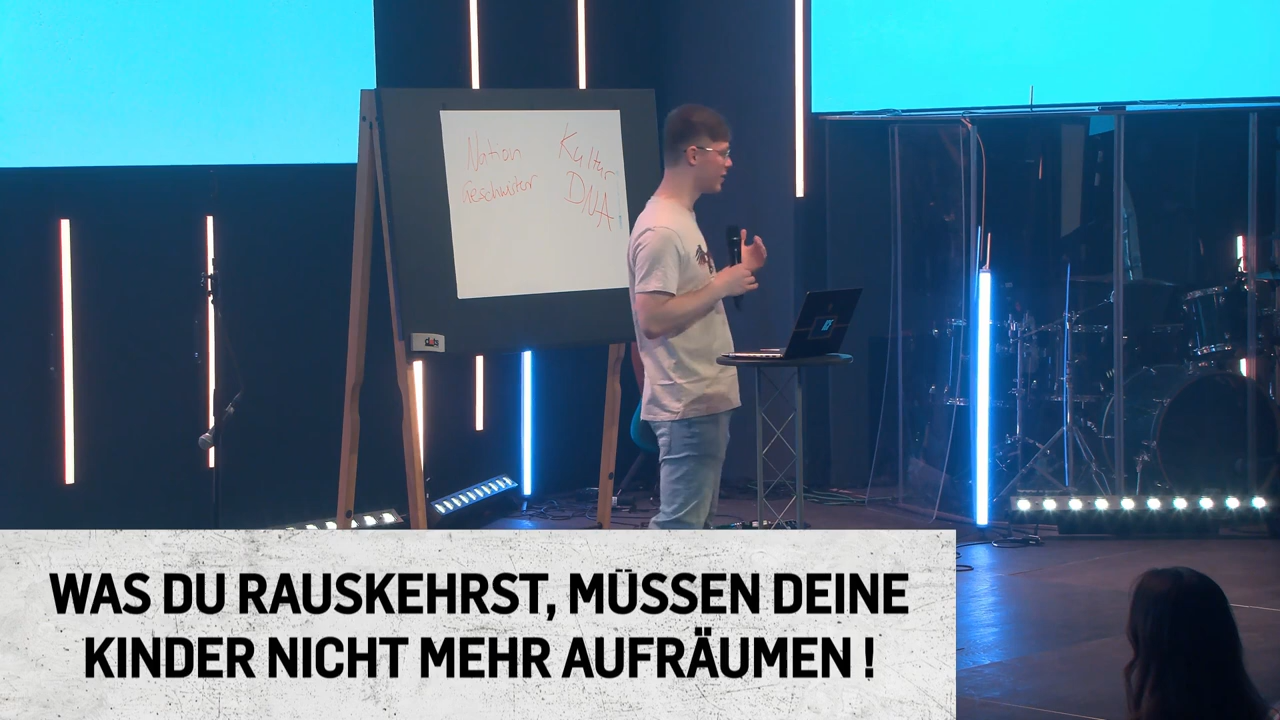 Nation Kultur
Geschwister DNA
WAS DU RAUSKEHRST, MÜSSEN DEINE
KINDER NICHT MEHR AUFRÄUMEN !